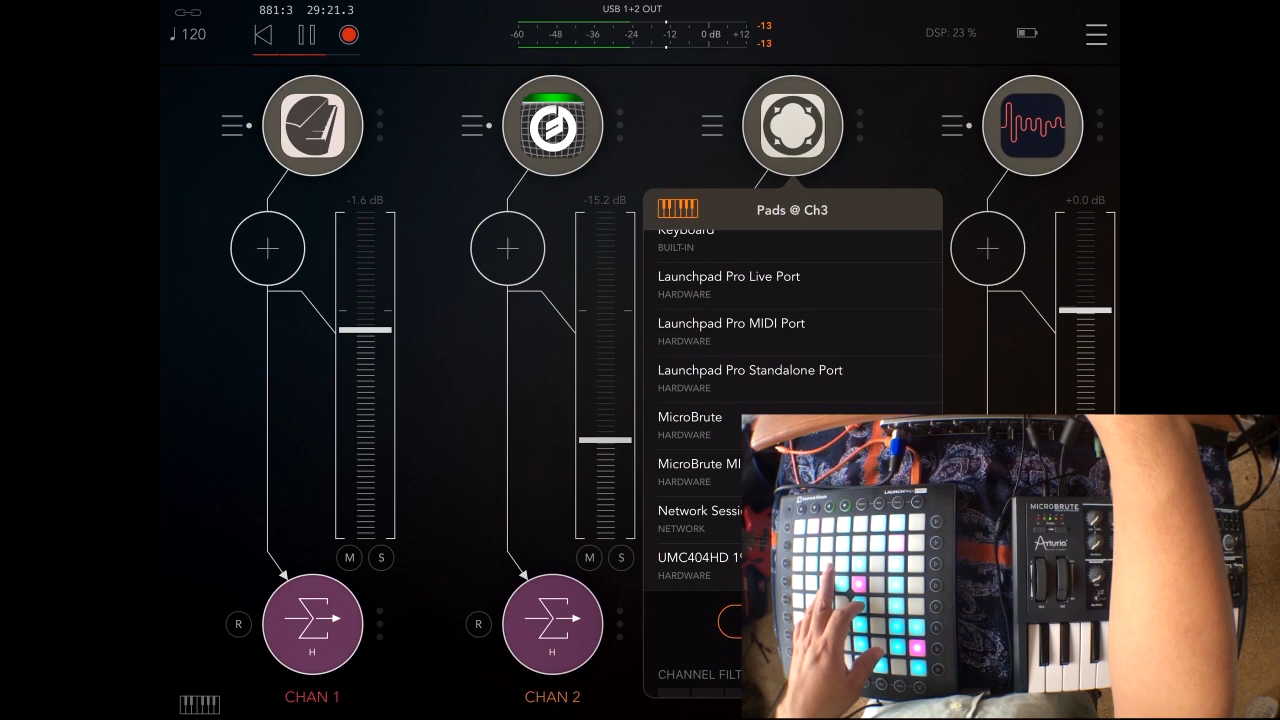 881:3 29:21.3
USB 1+2 OUT
120
-60 -48 -36 -24 -12 0 dB +12
-13
-13
DSP: 23 %
-1.6 dB
-15.2 dB
+0.0 dB
Pads @ Ch3
Keyboard
BUILT-IN
Launchpad Pro Live Port
HARDWARE
Launchpad Pro MIDI Port
HARDWARE
Launchpad Pro Standalone Port
HARDWARE
MicroBrute
HARDWARE
MicroBrute MI
HARDWARE
Network Sessi
NETWORK
UMC404HD 19
HARDWARE
CHANNEL FILT
M S
M S
R
H
R
H
CHAN 1
CHAN 2
MICROBRUTE
Arturia